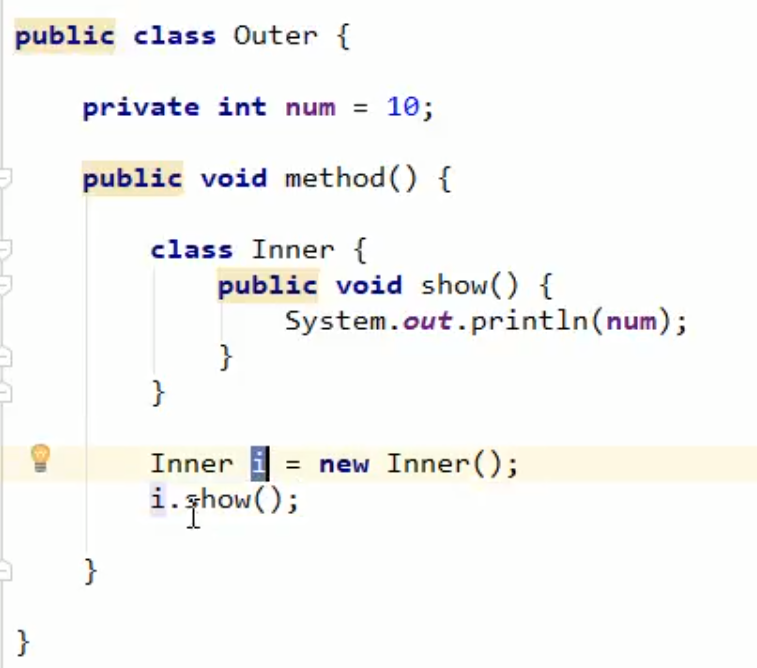 public class Outer {
private int num = 10;
public void method() {
class Inner {
public void show() {
System.out.println(num);
}
}
Inner i = new Inner();
i.show();
}
}